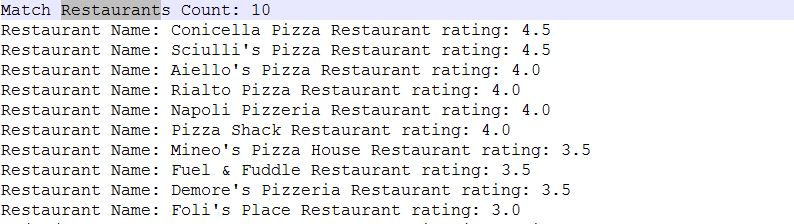 Match Restaurants Count: 10
Restaurant Name: Conicella Pizza Restaurant rating: 4.5
Restaurant Name: Sciulli's Pizza Restaurant rating: 4.5
Restaurant Name: Aiello's Pizza Restaurant rating: 4.0
Restaurant Name: Rialto Pizza Restaurant rating: 4.0
Restaurant Name: Napoli Pizzeria Restaurant rating: 4.0
Restaurant Name: Pizza Shack Restaurant rating: 4.0
Restaurant Name: Mineo's Pizza House Restaurant rating: 3.5
Restaurant Name: Fuel & Fuddle Restaurant rating: 3.5
Restaurant Name: Demore's Pizzeria Restaurant rating: 3.5
Restaurant Name: Foli's Place Restaurant rating: 3.0